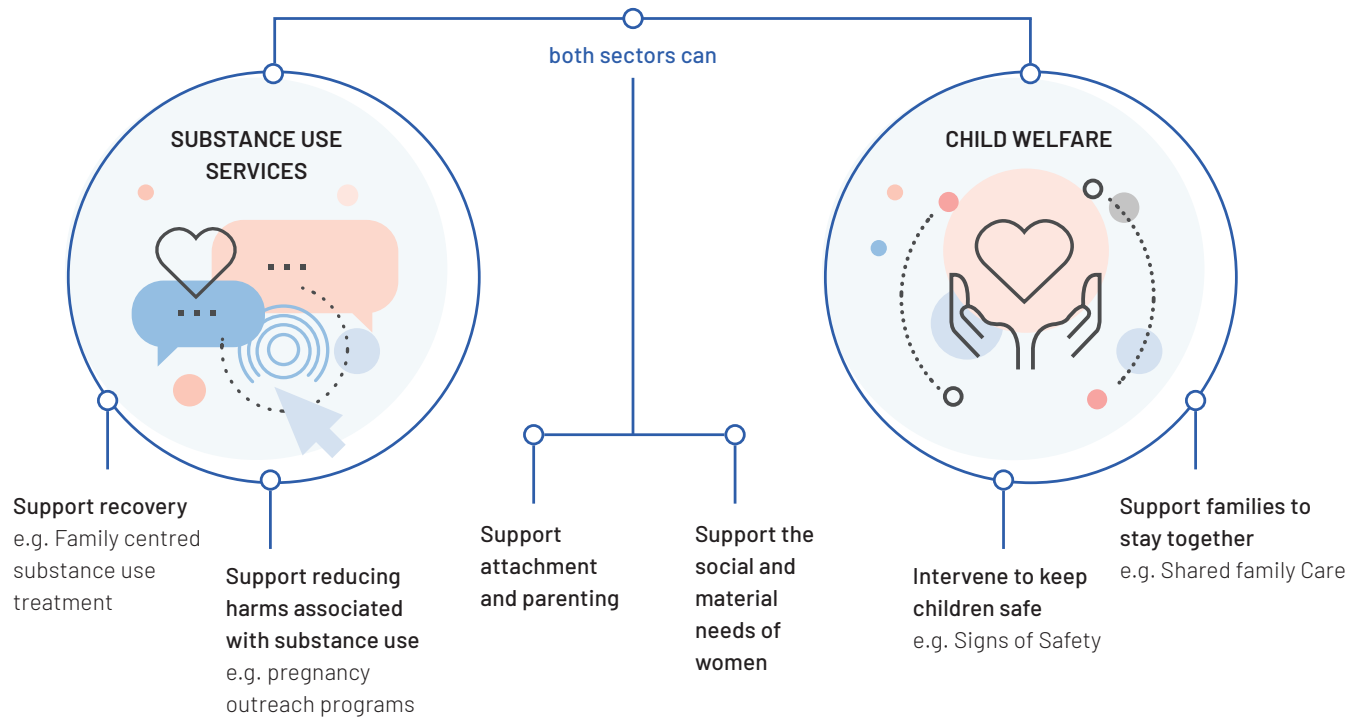 both sectors can
SUBSTANCE USE
SERVICES
CHILD WELFARE
Support recovery
e.g. Family centred
substance use
treatment
Support reducing
harms associated
with substance use
e.g. pregnancy
outreach programs
Support
attachment
and parenting
Support the
social and
material
needs of
women
Intervene to keep
children safe
e.g. Signs of Safety
Support families to
stay together
e.g. Shared family Care